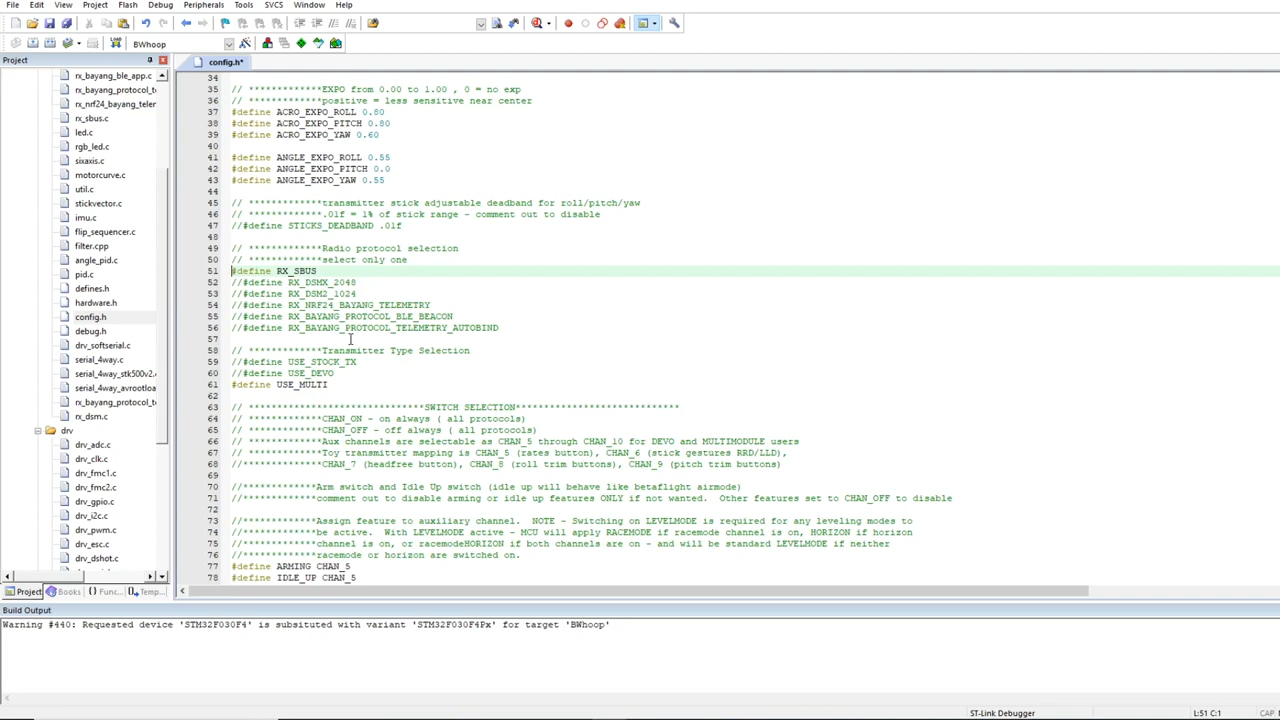 File Edit View Project Flash Debug Peripherals Tools SVCS Window Help
BWhoop
Project
config.h*
rx_bayang_ble_app.c
rx_bayang_protocol_te
rx_nrf24_bayang_telem
rx_sbus.c
led.c
rgb_led.c
sixaxis.c
motorcurve.c
util.c
stickvector.c
imu.c
flip_sequencer.c
filter.cpp
angle_pid.c
pid.c
defines.h
hardware.h
config.h
debug.h
drv_softserial.c
serial_4way.c
serial_4way_stk500v2.c
serial_4way_avrootloa
rx_bayang_protocol_te
rx_dsm.c
drv
drv_adc.c
drv_clk.c
drv_fmc1.c
drv_fmc2.c
drv_gpio.c
drv_i2c.c
drv_pwm.c
drv_esc.c
drv_dshot.c
Project Books {} Func... Temp...
34
35 // *************EXPO from 0.00 to 1.00 , 0 = no exp
36 // *************positive = less sensitive near center
37 #define ACRO_EXPO_ROLL 0.80
38 #define ACRO_EXPO_PITCH 0.80
39 #define ACRO_EXPO_YAW 0.60
40
41 #define ANGLE_EXPO_ROLL 0.55
42 #define ANGLE_EXPO_PITCH 0.0
43 #define ANGLE_EXPO_YAW 0.55
44
45 // *************transmitter stick adjustable deadband for roll/pitch/yaw
46 // *************.01f = 1% of stick range - comment out to disable
47 //#define STICKS_DEADBAND .01f
48
49 // *************Radio protocol selection
50 // *************select only one
51 #define RX_SBUS
52 //#define RX_DSMX_2048
53 //#define RX_DSM2_1024
54 //#define RX_NRF24_BAYANG_TELEMETRY
55 //#define RX_BAYANG_PROTOCOL_BLE_BEACON
56 //#define RX_BAYANG_PROTOCOL_TELEMETRY_AUTOBIND
57
58 // *************Transmitter Type Selection
59 //#define USE_STOCK_TX
60 //#define USE_DEVO
61 #define USE_MULTI
62
63 // *******************************SWITCH SELECTION*****************************
64 // *************CHAN_ON - on always ( all protocols)
65 // *************CHAN_OFF - off always ( all protocols)
66 // *************Aux channels are selectable as CHAN_5 through CHAN_10 for DEVO and MULTIMODULE users
67 // *************Toy transmitter mapping is CHAN_5 (rates button), CHAN_6 (stick gestures RRD/LLD),
68 // *************CHAN_7 (headfree button), CHAN_8 (roll trim buttons), CHAN_9 (pitch trim buttons)
69
70 //*************Arm switch and Idle Up switch (idle up will behave like betaflight airmode)
71 //*************comment out to disable arming or idle up features ONLY if not wanted. Other features set to CHAN_OFF to disable
72
73 //*************Assign feature to auxiliary channel. NOTE - Switching on LEVELMODE is required for any leveling modes to
74 //*************be active. With LEVELMODE active - MCU will apply RACEMODE if racemode channel is on, HORIZON if horizon
75 //*************channel is on, or racemodeHORIZON if both channels are on - and will be standard LEVELMODE if neither
76 //*************racemode or horizon are switched on.
77 #define ARMING CHAN_5
78 #define IDLE_UP CHAN_5
Build Output
Warning #440: Requested device 'STM32F030F4' is subsituted with variant 'STM32F030F4Px' for target 'BWhoop'
ST-Link Debugger L:51 C:1 CAP